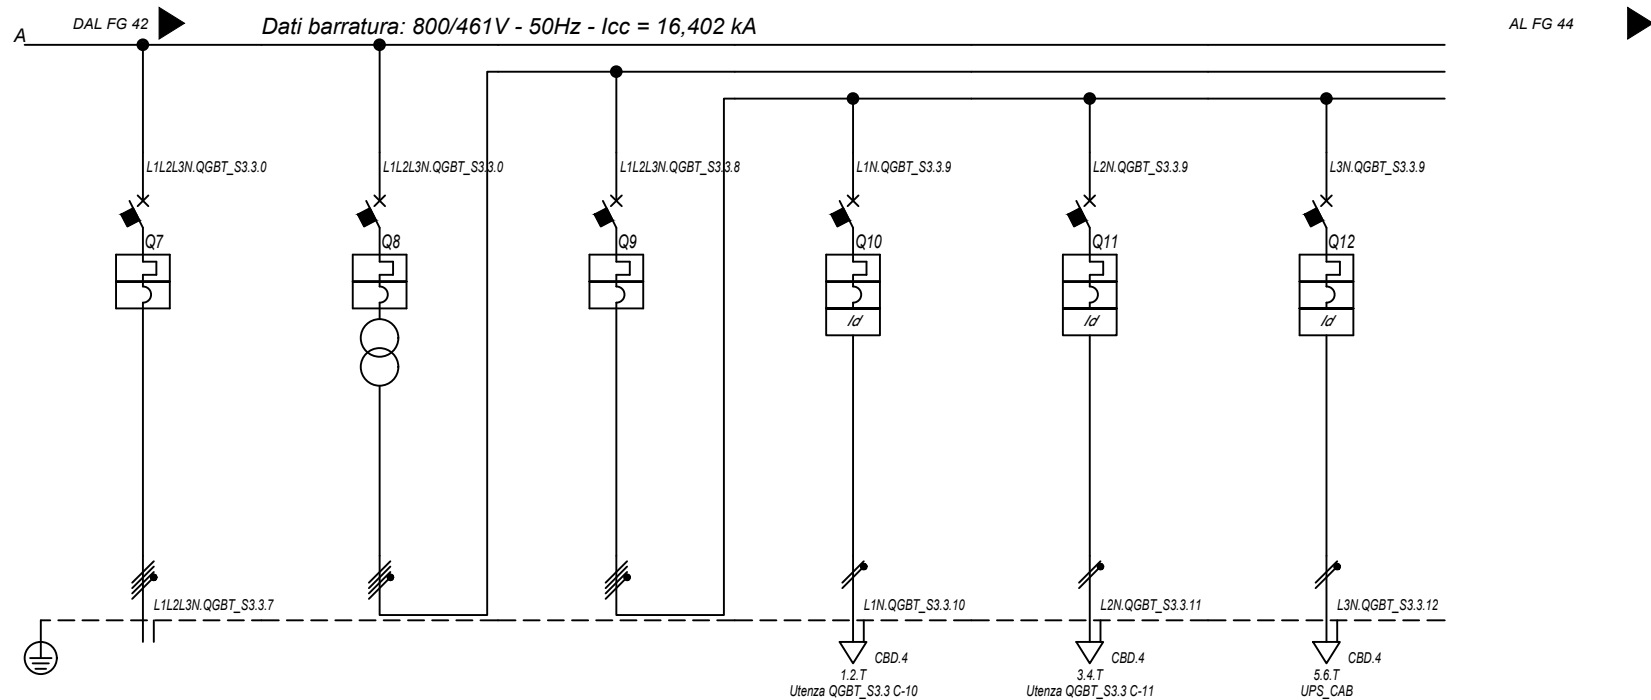 DAL FG 42
Dati barratura: 800/461V - 50Hz - Icc = 16,402 kA
AL FG 44
A
L1L2L3N.QGBT_S3.3.0
L1L2L3N.QGBT_S3.3.0
L1L2L3N.QGBT_S3.3.8
L1N.QGBT_S3.3.9
L2N.QGBT_S3.3.9
L3N.QGBT_S3.3.9
Q7
Q8
Q9
Q10
Q11
Q12
Id
Id
Id
L1L2L3N.QGBT_S3.3.7
L1N.QGBT_S3.3.10
L2N.QGBT_S3.3.11
L3N.QGBT_S3.3.12
CBD.4
CBD.4
CBD.4
1.2.T
3.4.T
5.6.T
Utenza QGBT_S3.3 C-10
Utenza QGBT_S3.3 C-11
UPS_CAB